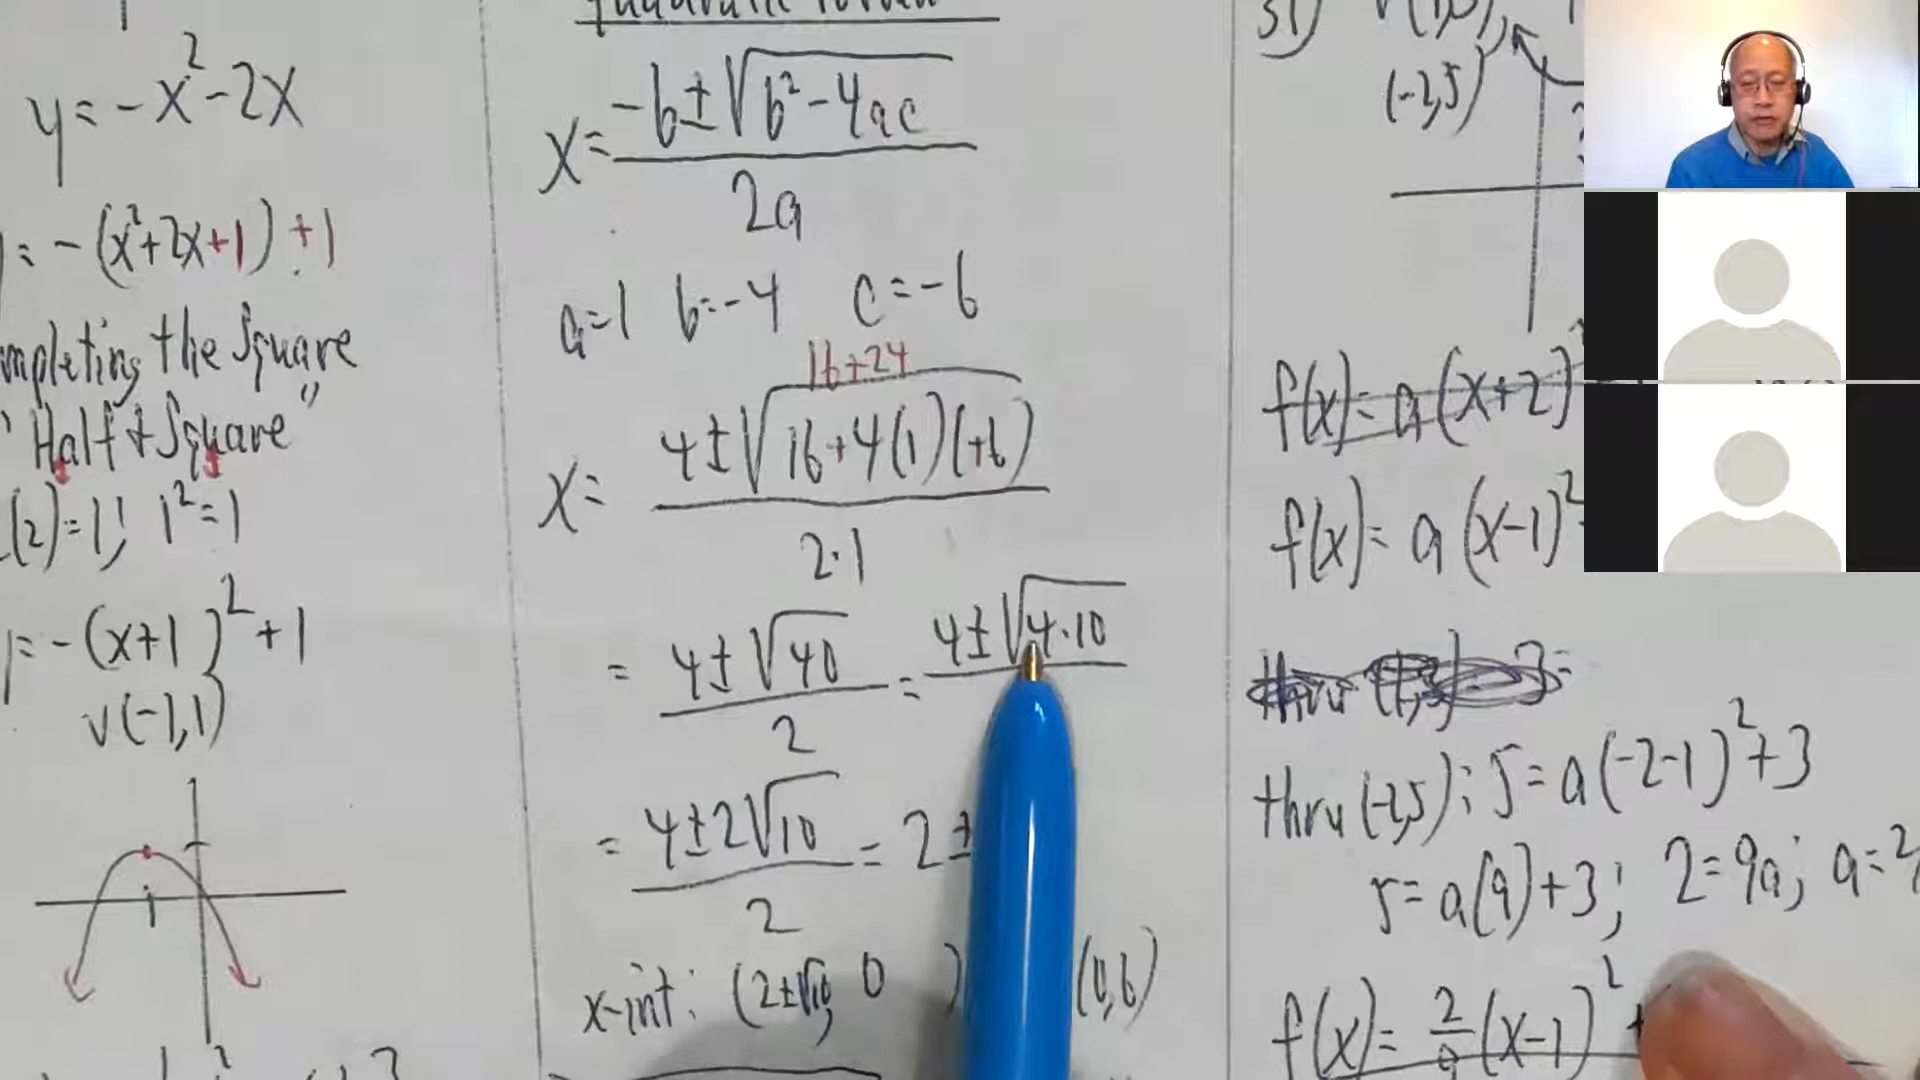 y = -x² - 2x
= -(x² + 2x + 1) + 1
mpleting the Square
"Half & Square"
(2) = 1; 1² = 1
= -(x+1)² + 1
V(-1,1)
1
x = -b ± √b² - 4ac
2a
a=1 b=-4 c=-6
16+24
x = 4 ± √16+4(1)(+6)
2·1
= 4 ± √40 = 4 ± √4·10
2
= 4 ± 2√10 = 2 ±
2
x-int: (2±√10, 0 ) (0,6)
(-2,5)
f(x) = a(x+2)
f(x) = a(x-1)²
thru (-2,5); 5 = a(-2-1)² + 3
5 = a(9)+3; 2 = 9a; a = 2
f(x) = 2/9 (x-1)² +